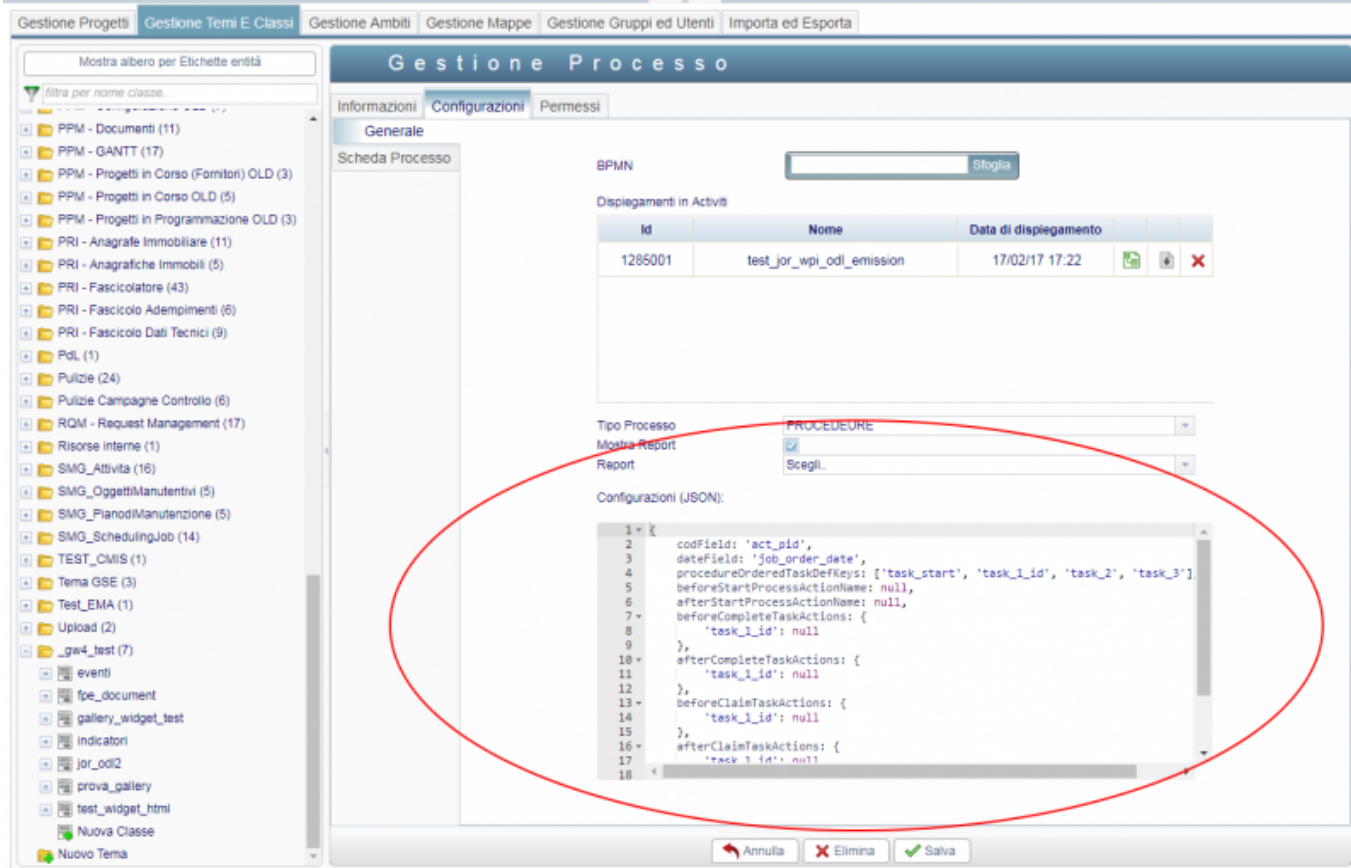 Gestione Progetti
Gestione Temi E Classi
Gestione Ambiti
Gestione Mappe
Gestione Gruppi ed Utenti
Importa ed Esporta
Mostra albero per Etichette entità
filtra per nome classe..
PPM - Documenti (11)
PPM - GANTT (17)
PPM - Progetti in Corso (Fornitori) OLD (3)
PPM - Progetti in Corso OLD (5)
PPM - Progetti in Programmazione OLD (3)
PRI - Anagrafe Immobiliare (11)
PRI - Anagrafiche Immobili (5)
PRI - Fascicolatore (43)
PRI - Fascicolo Adempimenti (6)
PRI - Fascicolo Dati Tecnici (9)
PdL (1)
Pulizie (24)
Pulizie Campagne Controllo (6)
RQM - Request Management (17)
Risorse interne (1)
SMG_Attivita (16)
SMG_OggettiManutentivi (5)
SMG_PianodiManutenzione (5)
SMG_SchedulingJob (14)
TEST_CMIS (1)
Tema GSE (3)
Test_EMA (1)
Upload (2)
_gw4_test (7)
eventi
fpe_document
gallery_widget_test
indicatori
jor_odl2
prova_gallery
test_widget_html
Nuova Classe
Nuovo Tema
Gestione Processo
Informazioni
Configurazioni
Permessi
Generale
Scheda Processo
BPMN
Sfoglia
Dispiegamenti in Activiti
Id Nome Data di dispiegamento
1285001 test_jor_wpi_odl_emission 17/02/17 17:22
Tipo Processo PROCEDEURE
Mostra Report
Report Scegli..
Configurazioni (JSON):
1 {
2 codField: 'act_pid',
3 dateField: 'job_order_date',
4 procedureOrderedTaskDefKeys: ['task_start', 'task_1_id', 'task_2', 'task_3']
5 beforeStartProcessActionName: null,
6 afterStartProcessActionName: null,
7 beforeCompleteTaskActions: {
8 'task_1_id': null
9 },
10 afterCompleteTaskActions: {
11 'task_1_id': null
12 },
13 beforeClaimTaskActions: {
14 'task_1_id': null
15 },
16 afterClaimTaskActions: {
17 'task_1_id': null
18
Annulla
Elimina
Salva